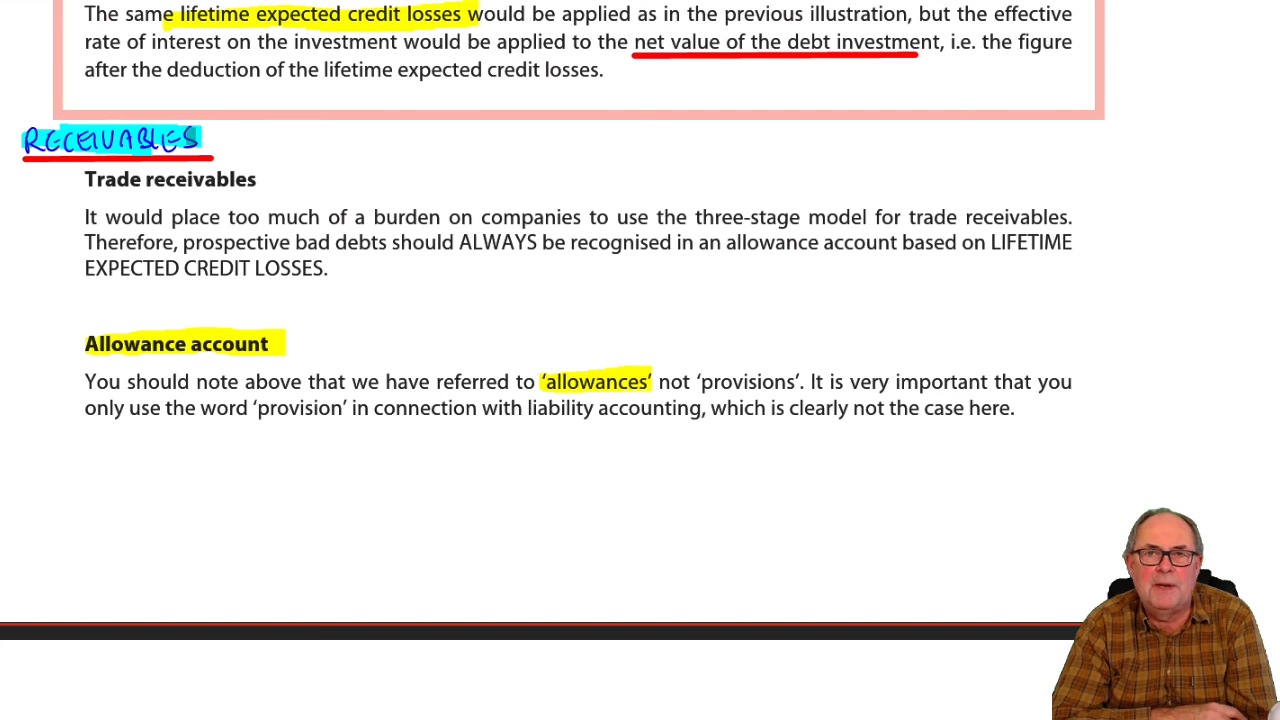 The same lifetime expected credit losses would be applied as in the previous illustration, but the effective
rate of interest on the investment would be applied to the net value of the debt investment, i.e. the figure
after the deduction of the lifetime expected credit losses.
RECEIVABLES
Trade receivables
It would place too much of a burden on companies to use the three-stage model for trade receivables.
Therefore, prospective bad debts should ALWAYS be recognised in an allowance account based on LIFETIME
EXPECTED CREDIT LOSSES.
Allowance account
You should note above that we have referred to ‘allowances’ not ‘provisions’. It is very important that you
only use the word ‘provision’ in connection with liability accounting, which is clearly not the case here.